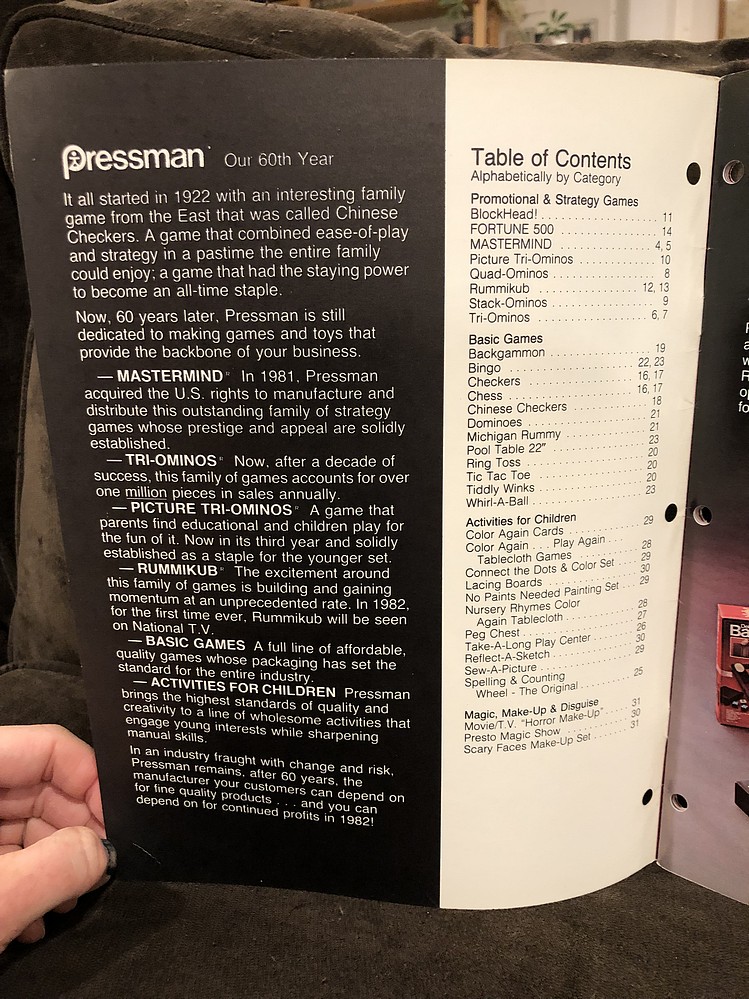 Pressman Our 60th Year
It all started in 1922 with an interesting family
game from the East that was called Chinese
Checkers. A game that combined ease-of-play
and strategy in a pastime the entire family
could enjoy; a game that had the staying power
to become an all-time staple.
Now, 60 years later, Pressman is still
dedicated to making games and toys that
provide the backbone of your business.
— MASTERMIND® In 1981, Pressman
acquired the U.S. rights to manufacture and
distribute this outstanding family of strategy
games whose prestige and appeal are solidly
established.
— TRI-OMINOS® Now, after a decade of
success, this family of games accounts for over
one million pieces in sales annually.
— PICTURE TRI-OMINOS® A game that
parents find educational and children play for
the fun of it. Now in its third year and solidly
established as a staple for the younger set.
— RUMMIKUB® The excitement around
this family of games is building and gaining
momentum at an unprecedented rate. In 1982,
for the first time ever, Rummikub will be seen
on National T.V.
— BASIC GAMES A full line of affordable,
quality games whose packaging has set the
standard for the entire industry.
— ACTIVITIES FOR CHILDREN Pressman
brings the highest standards of quality and
creativity to a line of wholesome activities that
engage young interests while sharpening
manual skills.
In an industry fraught with change and risk,
Pressman remains, after 60 years, the
manufacturer your customers can depend on
for fine quality products . . . and you can
depend on for continued profits in 1982!
Table of Contents
Alphabetically by Category
Promotional & Strategy Games
BlockHead! 11
FORTUNE 500 14
MASTERMIND 4, 5
Picture Tri-Ominos 10
Quad-Ominos 8
Rummikub 12, 13
Stack-Ominos 9
Tri-Ominos 6, 7
Basic Games
Backgammon 19
Bingo 22, 23
Checkers 16, 17
Chess 16, 17
Chinese Checkers 18
Dominoes 21
Michigan Rummy 21
Pool Table 22" 23
Ring Toss 20
Tic Tac Toe 20
Tiddly Winks 20
Whirl-A-Ball 23
Activities for Children
Color Again Cards 29
Color Again . . . Play Again
Tablecloth Games 28
Connect the Dots & Color Set 29
Lacing Boards 30
No Paints Needed Painting Set 29
Nursery Rhymes Color
Again Tablecloth 28
Peg Chest 27
Take-A-Long Play Center 26
Reflect-A-Sketch 30
Sew-A-Picture 29
Spelling & Counting
Wheel - The Original 25
Magic, Make-Up & Disguise
Movie/T.V. "Horror Make-Up" 31
Presto Magic Show 30
Scary Faces Make-Up Set 31